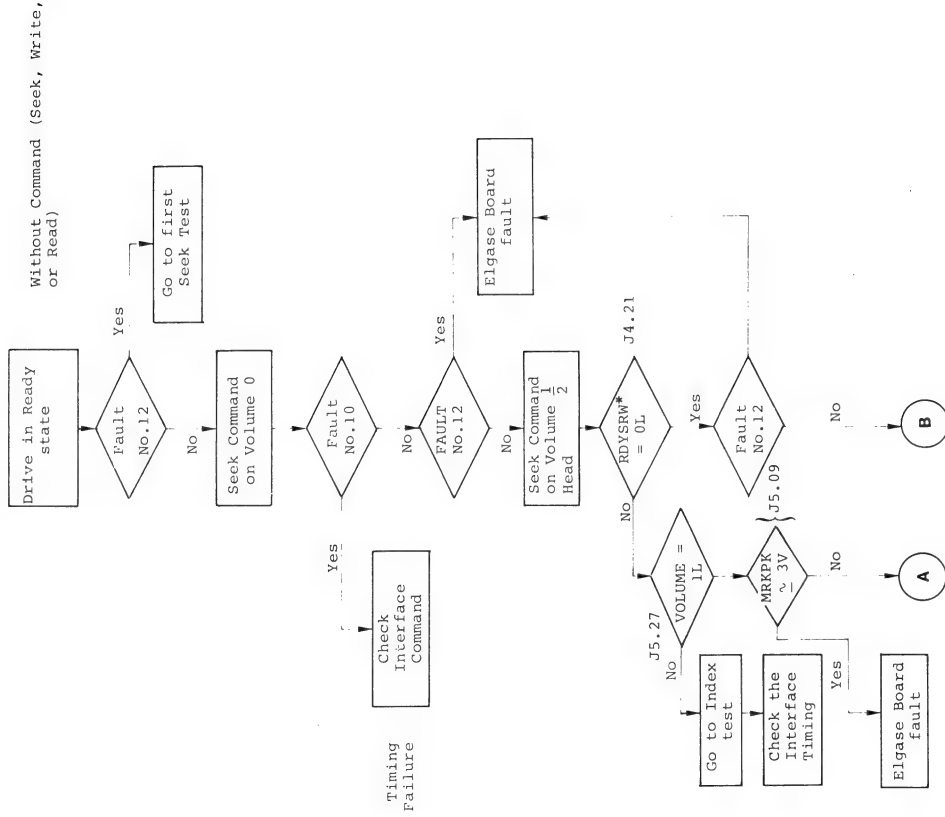 Without Command (Seek, Write,
or Read)
Drive in Ready
state
Fault
No.12
Yes
Go to first
Seek Test
No
Seek Command
on Volume 0
Fault
No.10
Yes
Check
Interface
Command
Timing
Failure
No
FAULT
No.12
Yes
Elgase Board
fault
No
Seek Command
on Volume 1/2
Head
RDYSRW*
= 0L
J4.21
No
Yes
Fault
No.12
No
B
J5.27
VOLUME =
1L
No
Go to Index
test
Check the
Interface
Timing
MRKPK
~ 3V
} J5.09
Yes
Elgase Board
fault
No
A